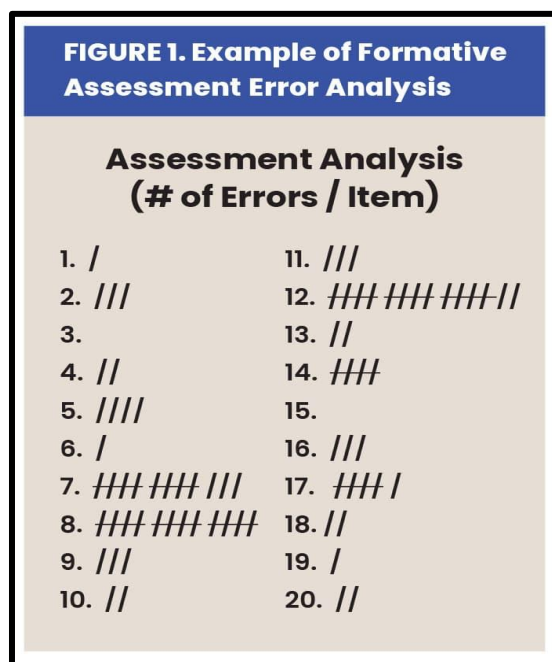 FIGURE 1. Example of Formative
Assessment Error Analysis
Assessment Analysis
(# of Errors / Item)
1. /
2. ///
3.
4. //
5. ////
6. /
7. //// //// ///
8. //// //// ////
9. ///
10. //
11. ///
12. //// //// ////​//
13. //
14. ////
15.
16. ///
17. //// /
18. //
19. /
20. //